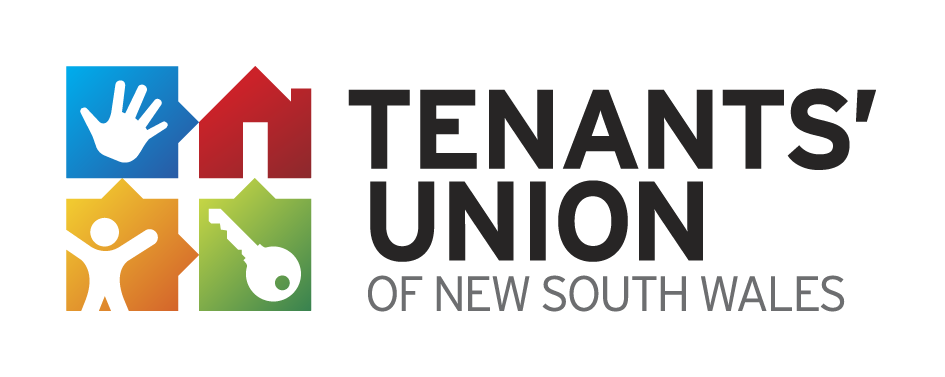 TENANTS'
UNION
OF NEW SOUTH WALES